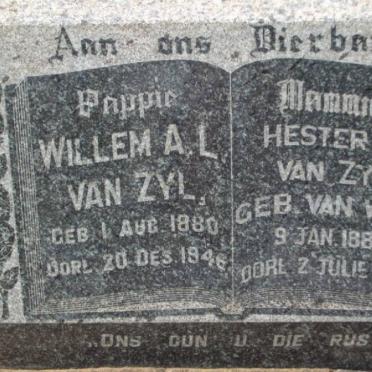 Aan ons Dierba
Pappie
WILLEM A. L.
VAN ZYL,
GEB. 1 AUG 1880
OORL. 20 DES. 1946
Mamm
HESTER
VAN ZY
GEB. VAN
9 JAN. 188
OORL. 2 JULIE
"ONS GUN U DIE RUS